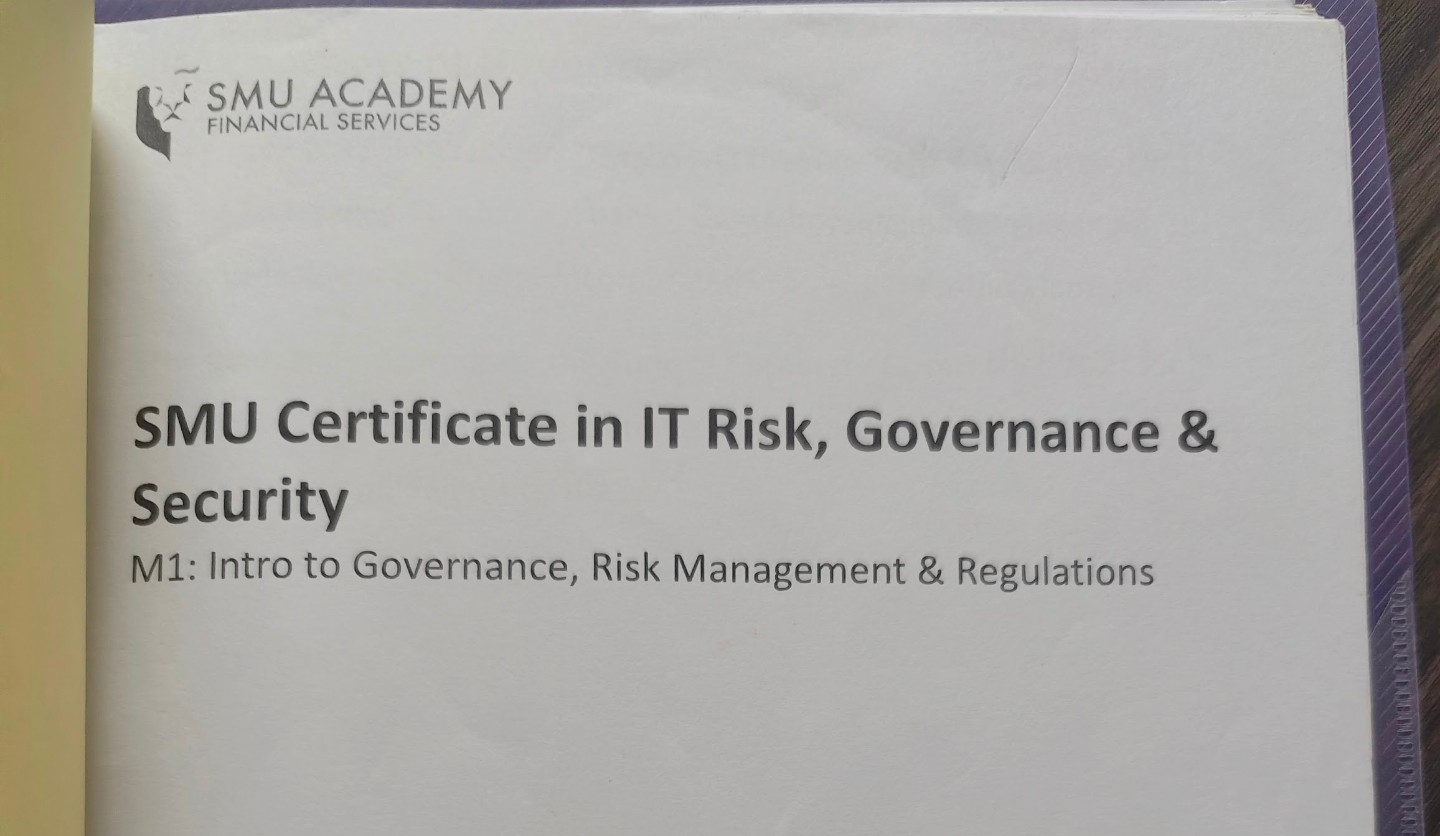 SMU ACADEMY
FINANCIAL SERVICES
SMU Certificate in IT Risk, Governance &
Security
M1: Intro to Governance, Risk Management & Regulations